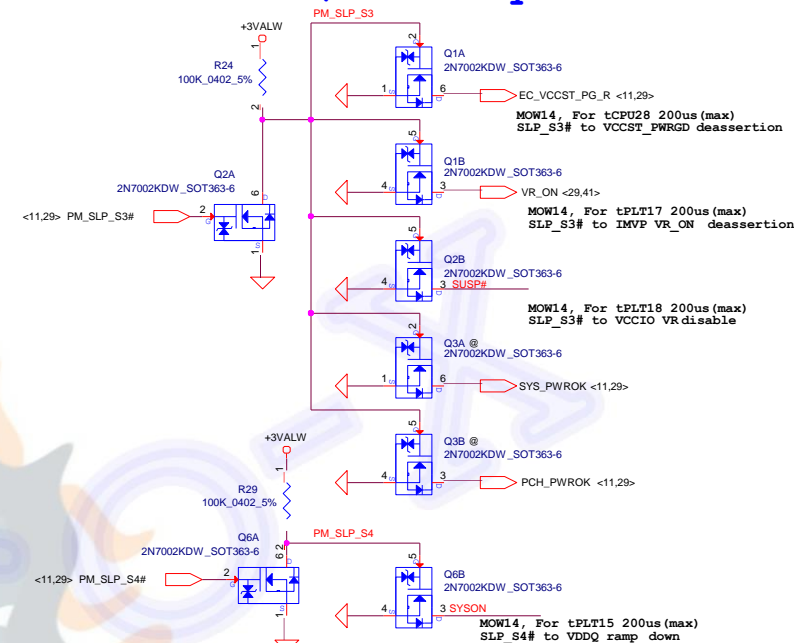 PM_SLP_S3
+3VALW
1
R24
100K_0402_5%
2
2
Q1A
2N7002KDW_SOT363-6
1
6
EC_VCCST_PG_R <11,29>
MOW14, For tCPU28 200us(max)
SLP_S3# to VCCST_PWRGD deassertion
5
Q1B
2N7002KDW_SOT363-6
4
3
VR_ON <29,41>
MOW14, For tPLT17 200us(max)
SLP_S3# to IMVP VR_ON deassertion
Q2A
2N7002KDW_SOT363-6
6
<11,29> PM_SLP_S3#
2
1
5
Q2B
2N7002KDW_SOT363-6
4
3 SUSP#
MOW14, For tPLT18 200us(max)
SLP_S3# to VCCIO VR disable
2
Q3A @
2N7002KDW_SOT363-6
1
6
SYS_PWROK <11,29>
5
Q3B @
2N7002KDW_SOT363-6
4
3
PCH_PWROK <11,29>
+3VALW
1
R29
100K_0402_5%
2
PM_SLP_S4
Q6A
2N7002KDW_SOT363-6
6
<11,29> PM_SLP_S4#
2
1
5
Q6B
2N7002KDW_SOT363-6
4
3 SYSON
MOW14, For tPLT15 200us(max)
SLP_S4# to VDDQ ramp down